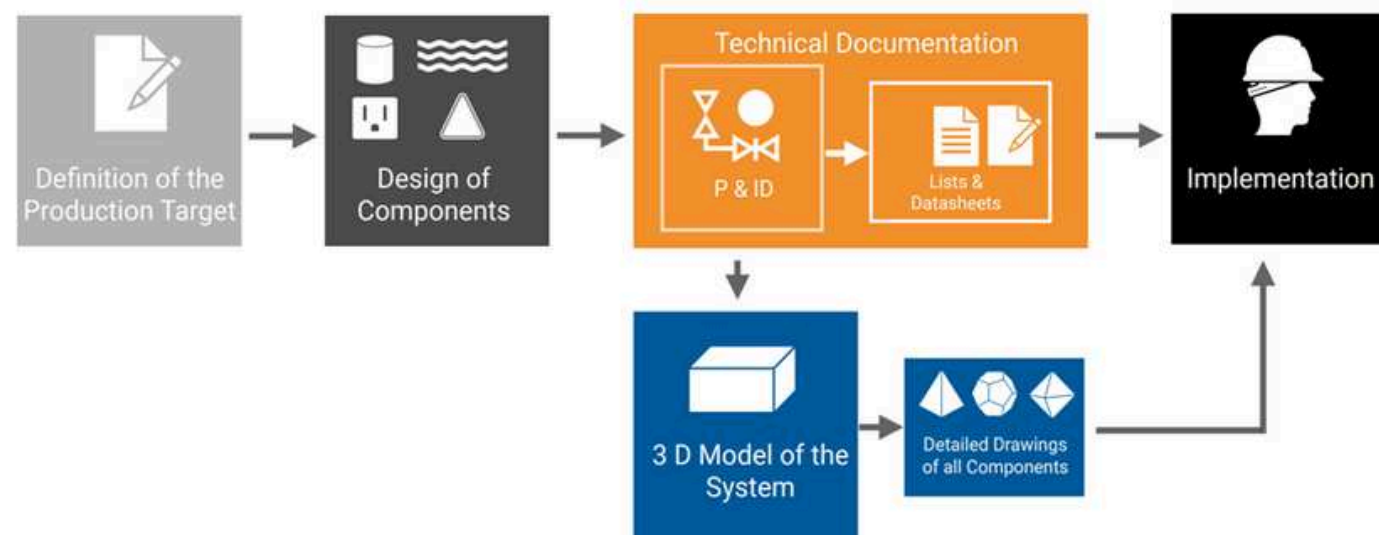 Definition of the
Production Target
Design of
Components
Technical Documentation
P & ID
Lists &
Datasheets
Implementation
3 D Model of the
System
Detailed Drawings
of all Components